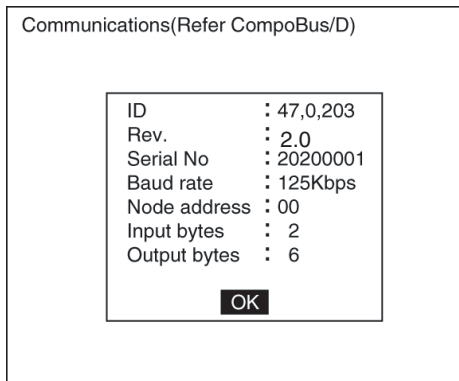 Communications(Refer CompoBus/D)
ID : 47,0,203
Rev. : 2.0
Serial No : 20200001
Baud rate : 125Kbps
Node address : 00
Input bytes : 2
Output bytes : 6
OK